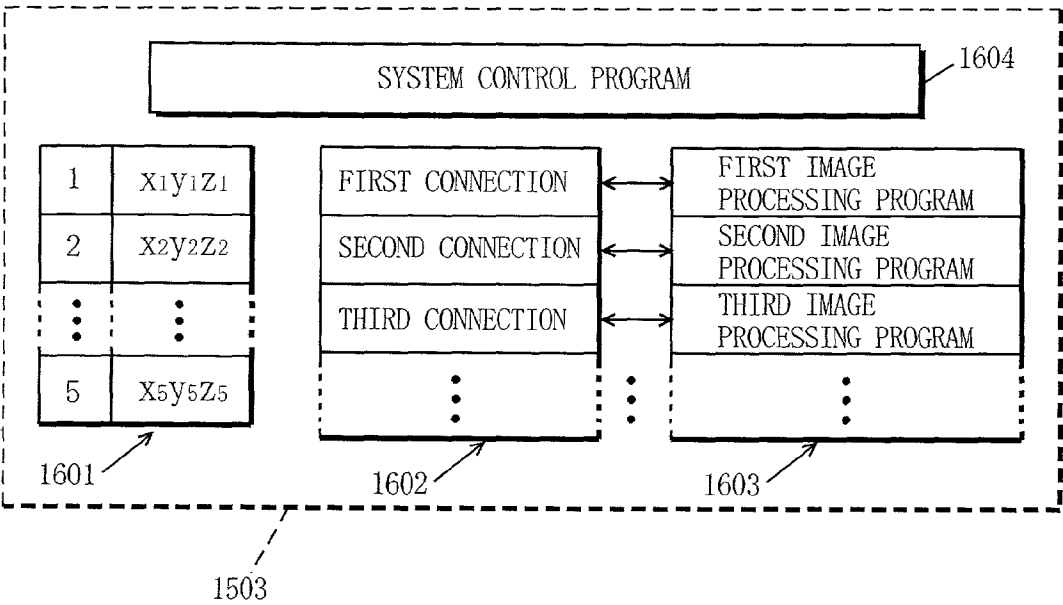 SYSTEM CONTROL PROGRAM
1604
1 x1y1z1
2 x2y2z2
5 x5y5z5
1601
FIRST CONNECTION
SECOND CONNECTION
THIRD CONNECTION
1602
FIRST IMAGE
PROCESSING PROGRAM
SECOND IMAGE
PROCESSING PROGRAM
THIRD IMAGE
PROCESSING PROGRAM
1603
1503